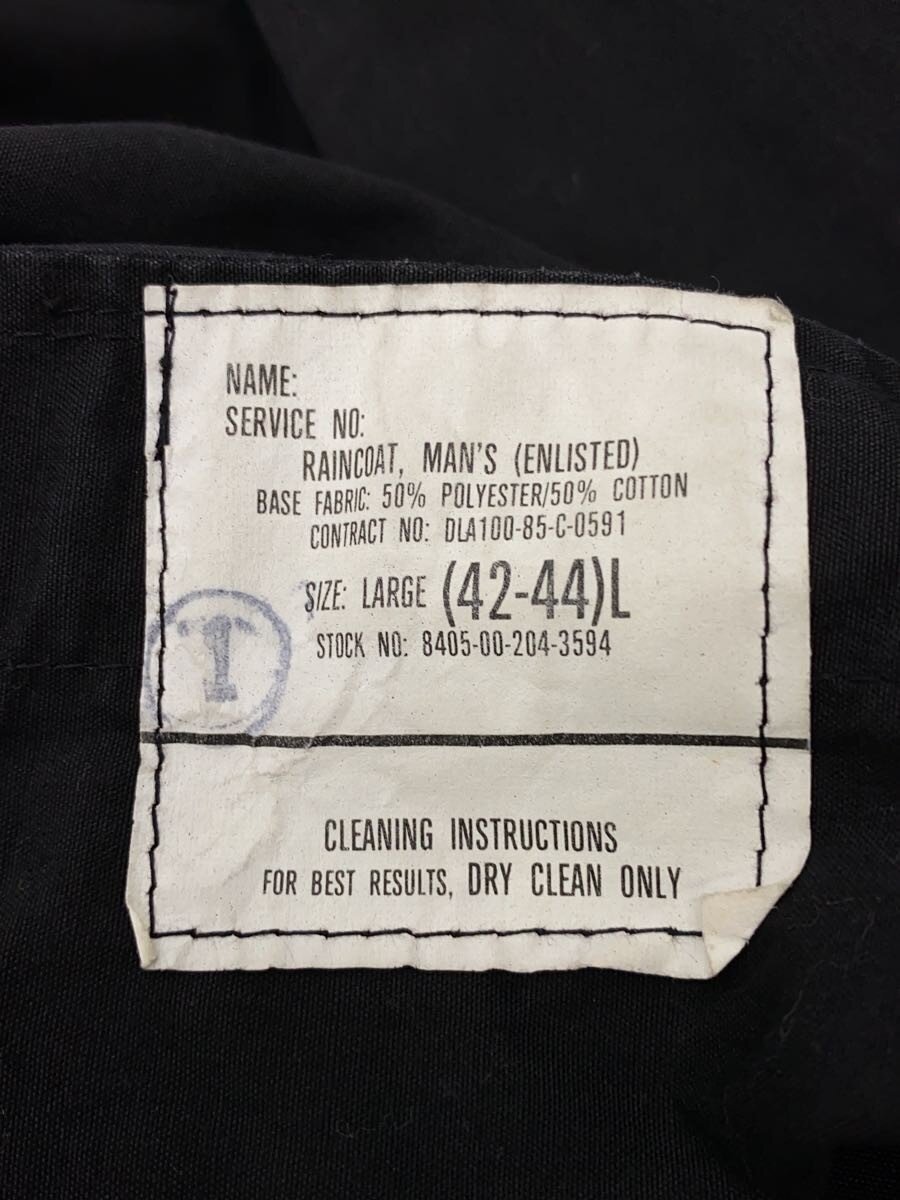 NAME:
SERVICE NO:
RAINCOAT, MAN'S (ENLISTED)
BASE FABRIC: 50% POLYESTER/50% COTTON
CONTRACT NO: DLA100-85-C-0591
SIZE: LARGE (42-44)L
STOCK NO: 8405-00-204-3594
1
CLEANING INSTRUCTIONS
FOR BEST RESULTS, DRY CLEAN ONLY